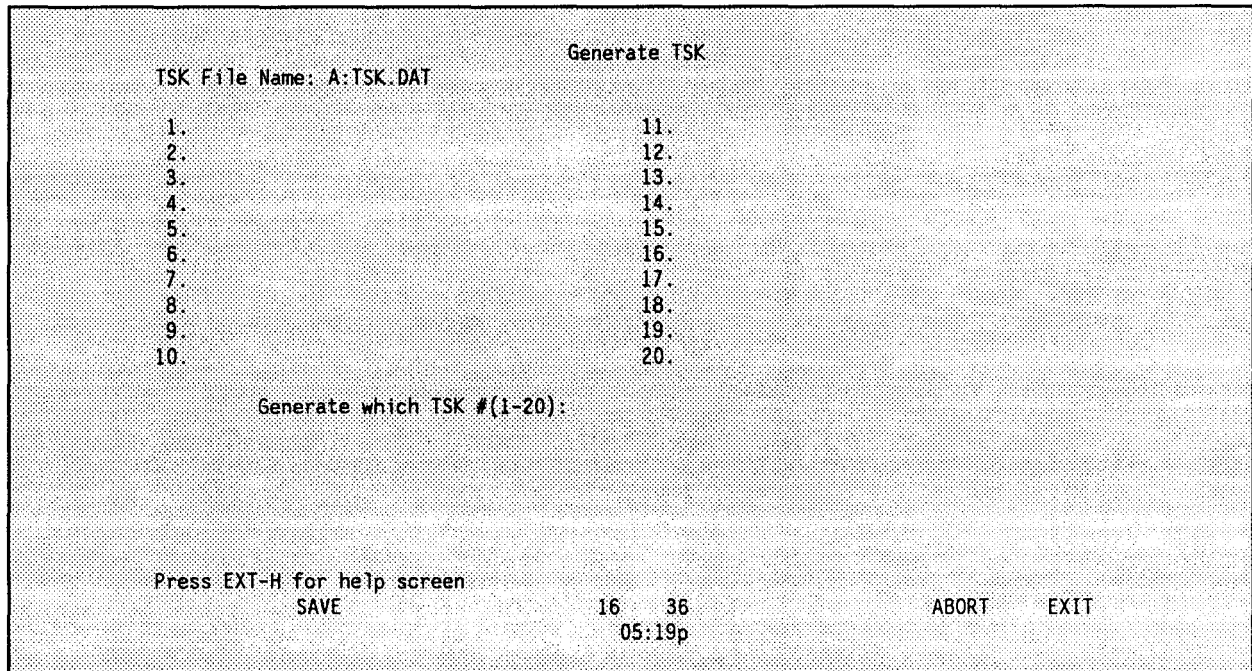 Generate TSK
TSK File Name: A:TSK.DAT
1. 11.
2. 12.
3. 13.
4. 14.
5. 15.
6. 16.
7. 17.
8. 18.
9. 19.
10. 20.
Generate which TSK #(1-20):
Press EXT-H for help screen
SAVE 16 36 ABORT EXIT
05:19p